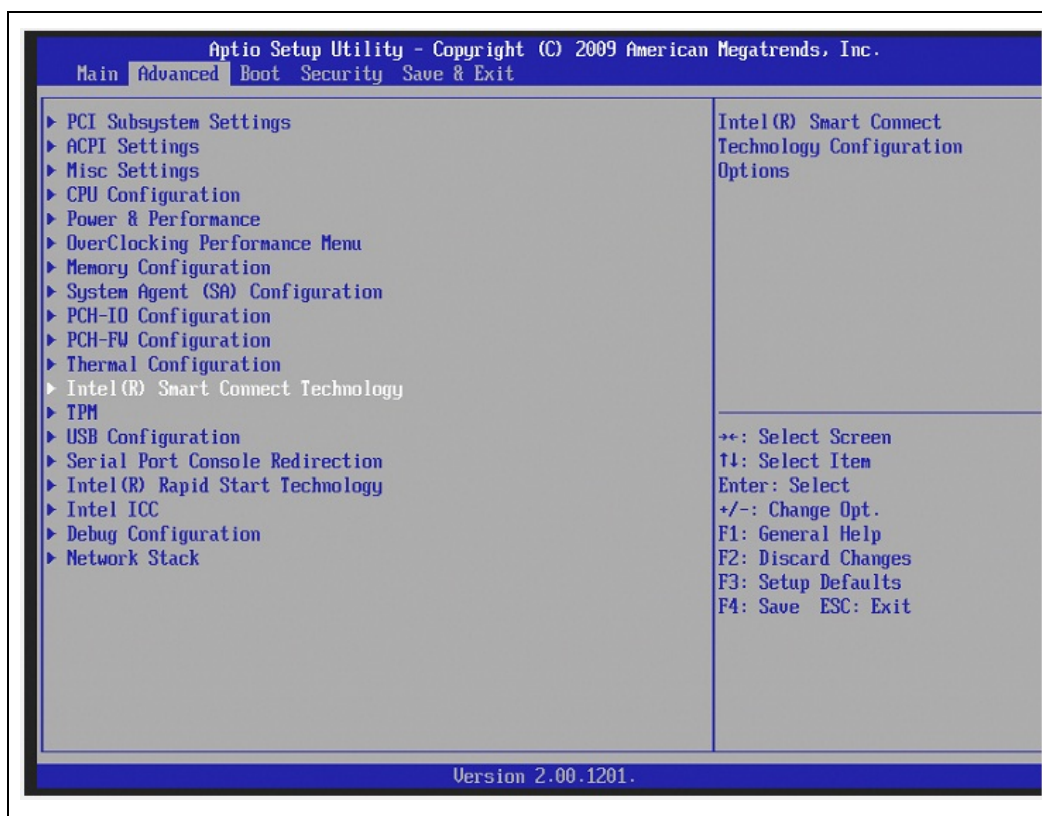 Aptio Setup Utility - Copyright (C) 2009 American Megatrends, Inc.
Main Advanced Boot Security Save & Exit
▶ PCI Subsystem Settings
▶ ACPI Settings
▶ Misc Settings
▶ CPU Configuration
▶ Power & Performance
▶ OverClocking Performance Menu
▶ Memory Configuration
▶ System Agent (SA) Configuration
▶ PCH-IO Configuration
▶ PCH-FW Configuration
▶ Thermal Configuration
▶ Intel(R) Smart Connect Technology
▶ TPM
▶ USB Configuration
▶ Serial Port Console Redirection
▶ Intel(R) Rapid Start Technology
▶ Intel ICC
▶ Debug Configuration
▶ Network Stack
Intel(R) Smart Connect
Technology Configuration
Options
→←: Select Screen
↑↓: Select Item
Enter: Select
+/-: Change Opt.
F1: General Help
F2: Discard Changes
F3: Setup Defaults
F4: Save ESC: Exit
Version 2.00.1201.